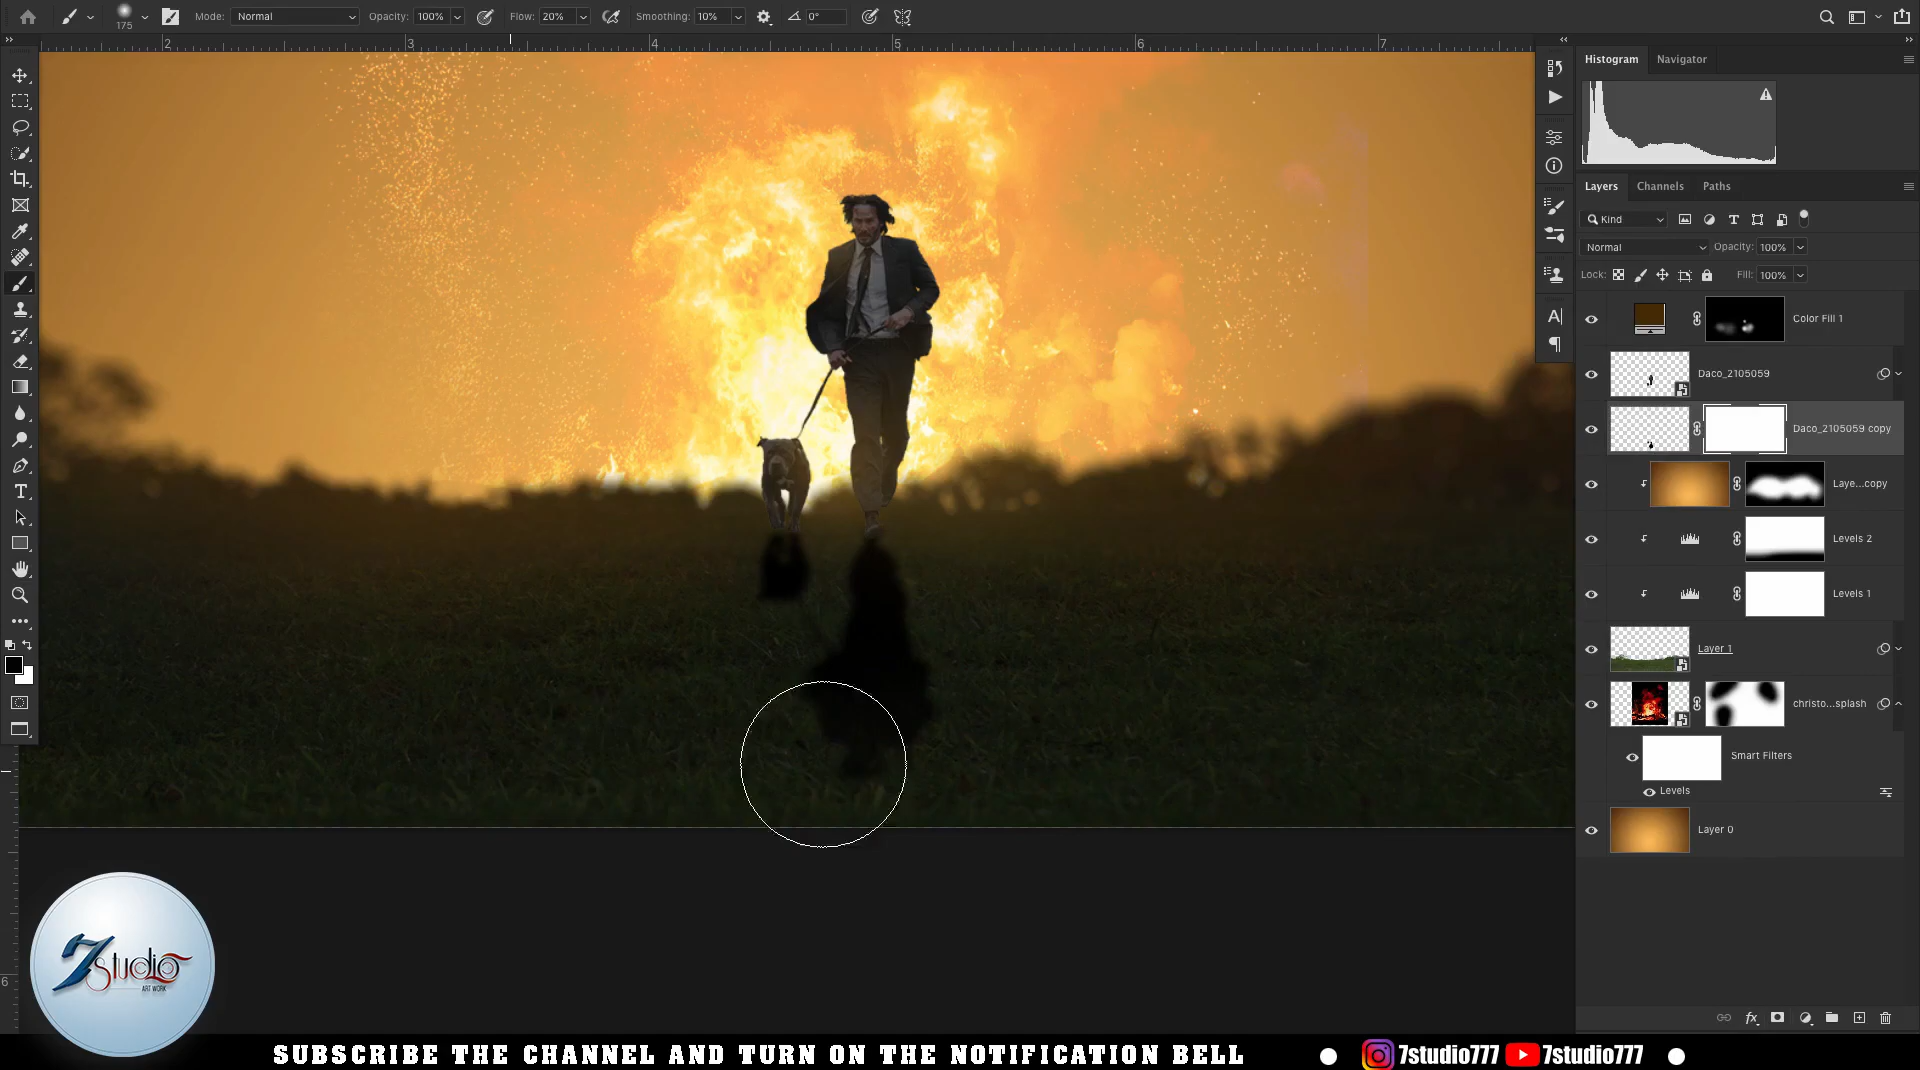 175
Mode: Normal
Opacity: 100%
Flow: 20%
Smoothing: 10%
0°
2 3 4 5 6 7
Histogram Navigator
Layers Channels Paths
Kind
Normal Opacity: 100%
Lock: Fill: 100%
Color Fill 1
Daco_2105059
Daco_2105059 copy
Laye...copy
Levels 2
Levels 1
Layer 1
christo...splash
Smart Filters
Levels
Layer 0
6
7studio
ART WORK
SUBSCRIBE THE CHANNEL AND TURN ON THE NOTIFICATION BELL
7studio777 7studio777